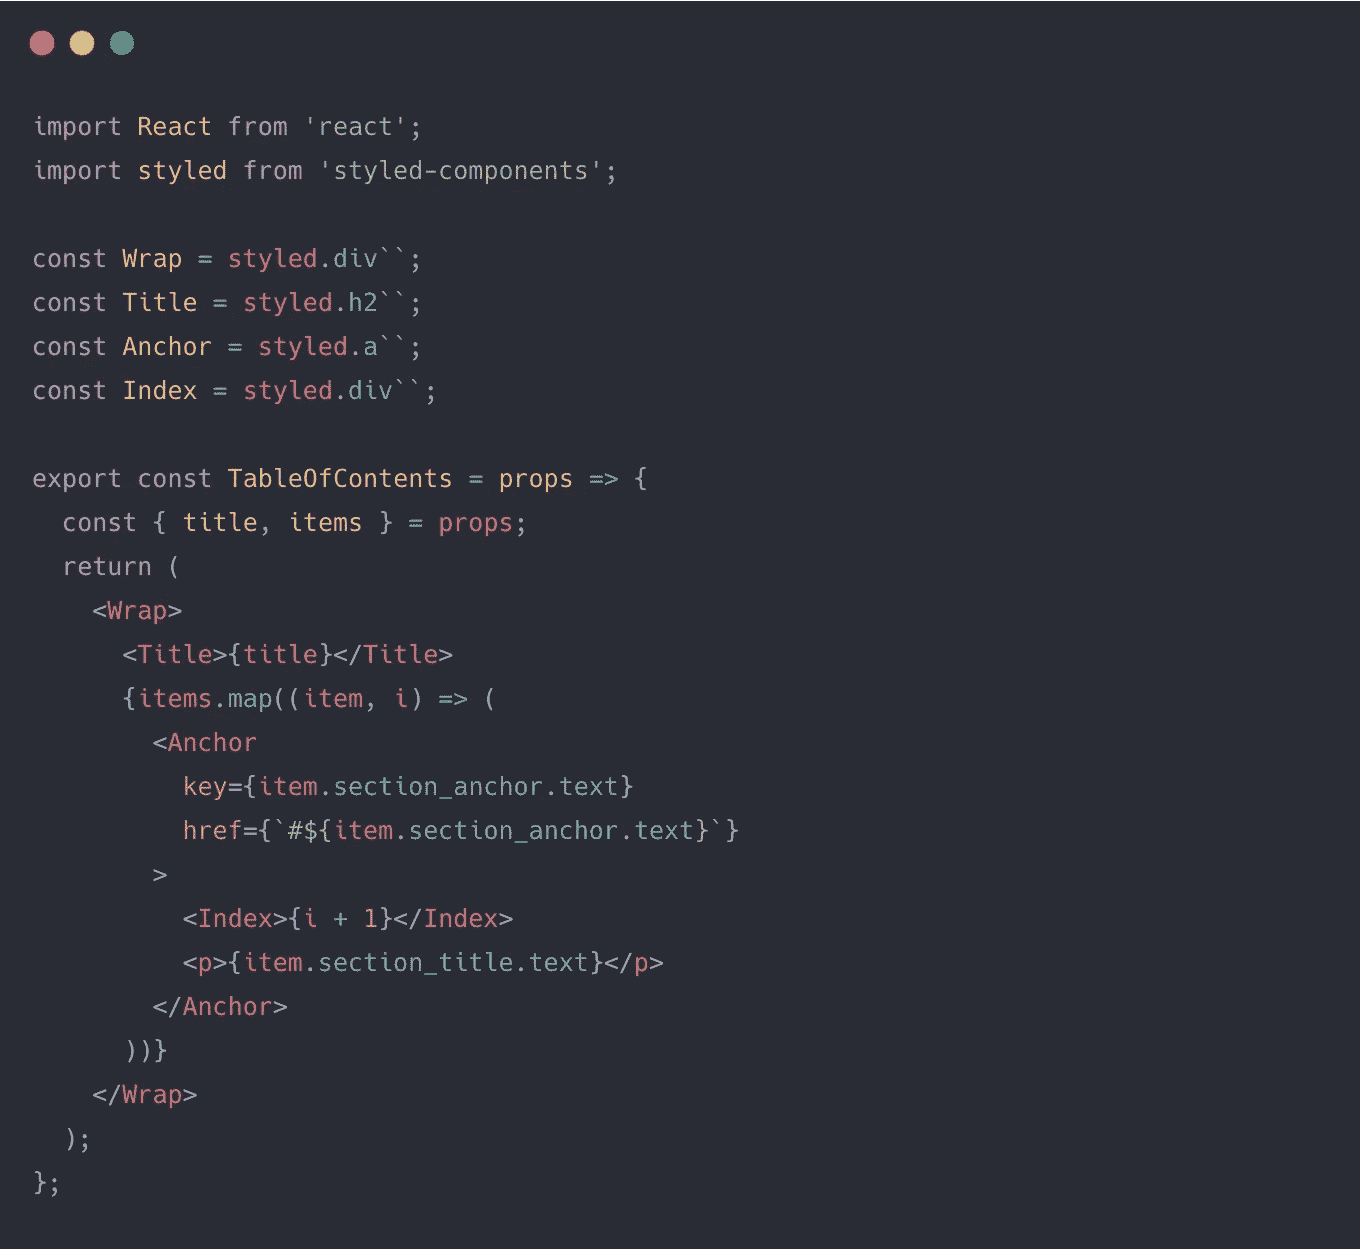 import React from 'react';
import styled from 'styled-components';

const Wrap = styled.div``;
const Title = styled.h2``;
const Anchor = styled.a``;
const Index = styled.div``;

export const TableOfContents = props => {
  const { title, items } = props;
  return (
    <Wrap>
      <Title>{title}</Title>
      {items.map((item, i) => (
        <Anchor
          key={item.section_anchor.text}
          href={`#${item.section_anchor.text}`}
        >
          <Index>{i + 1}</Index>
          <p>{item.section_title.text}</p>
        </Anchor>
      ))}
    </Wrap>
  );
};